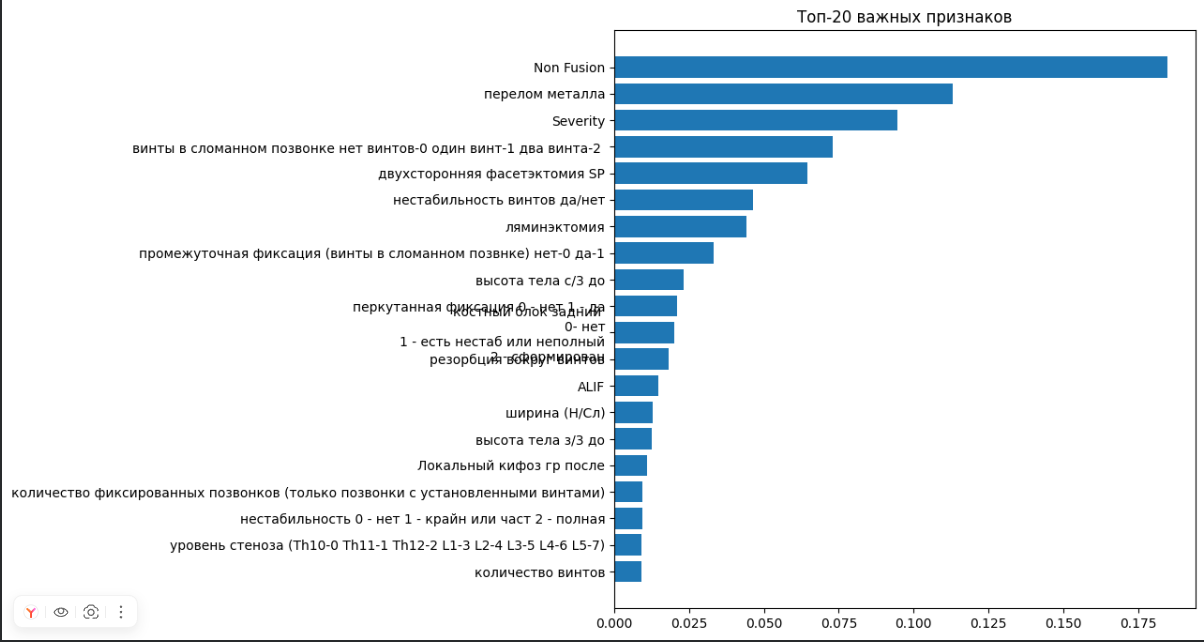 Топ-20 важных признаков
Non Fusion
перелом металла
Severity
винты в сломанном позвонке нет винтов-0 один винт-1 два винта-2
двухсторонняя фасетэктомия SP
нестабильность винтов да/нет
ляминэктомия
промежуточная фиксация (винты в сломанном позвнке) нет-0 да-1
высота тела с/3 до
перкутанная фиксация 0 - нет 1 - да
костный блок задний
0- нет
1 - есть нестаб или неполный
2 - сформирован
резорбция вокруг винтов
ALIF
ширина (Н/Сл)
высота тела з/3 до
Локальный кифоз гр после
количество фиксированных позвонков (только позвонки с установленными винтами)
нестабильность 0 - нет 1 - крайн или част 2 - полная
уровень стеноза (Th10-0 Th11-1 Th12-2 L1-3 L2-4 L3-5 L4-6 L5-7)
количество винтов
0.000 0.025 0.050 0.075 0.100 0.125 0.150 0.175